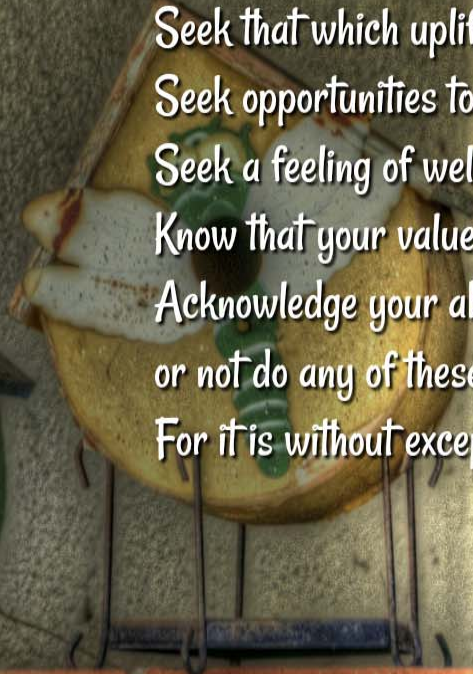 Seek that which uplif
Seek opportunities to
Seek a feeling of wel
Know that your value
Acknowledge your a
or not do any of these
For it is without excep